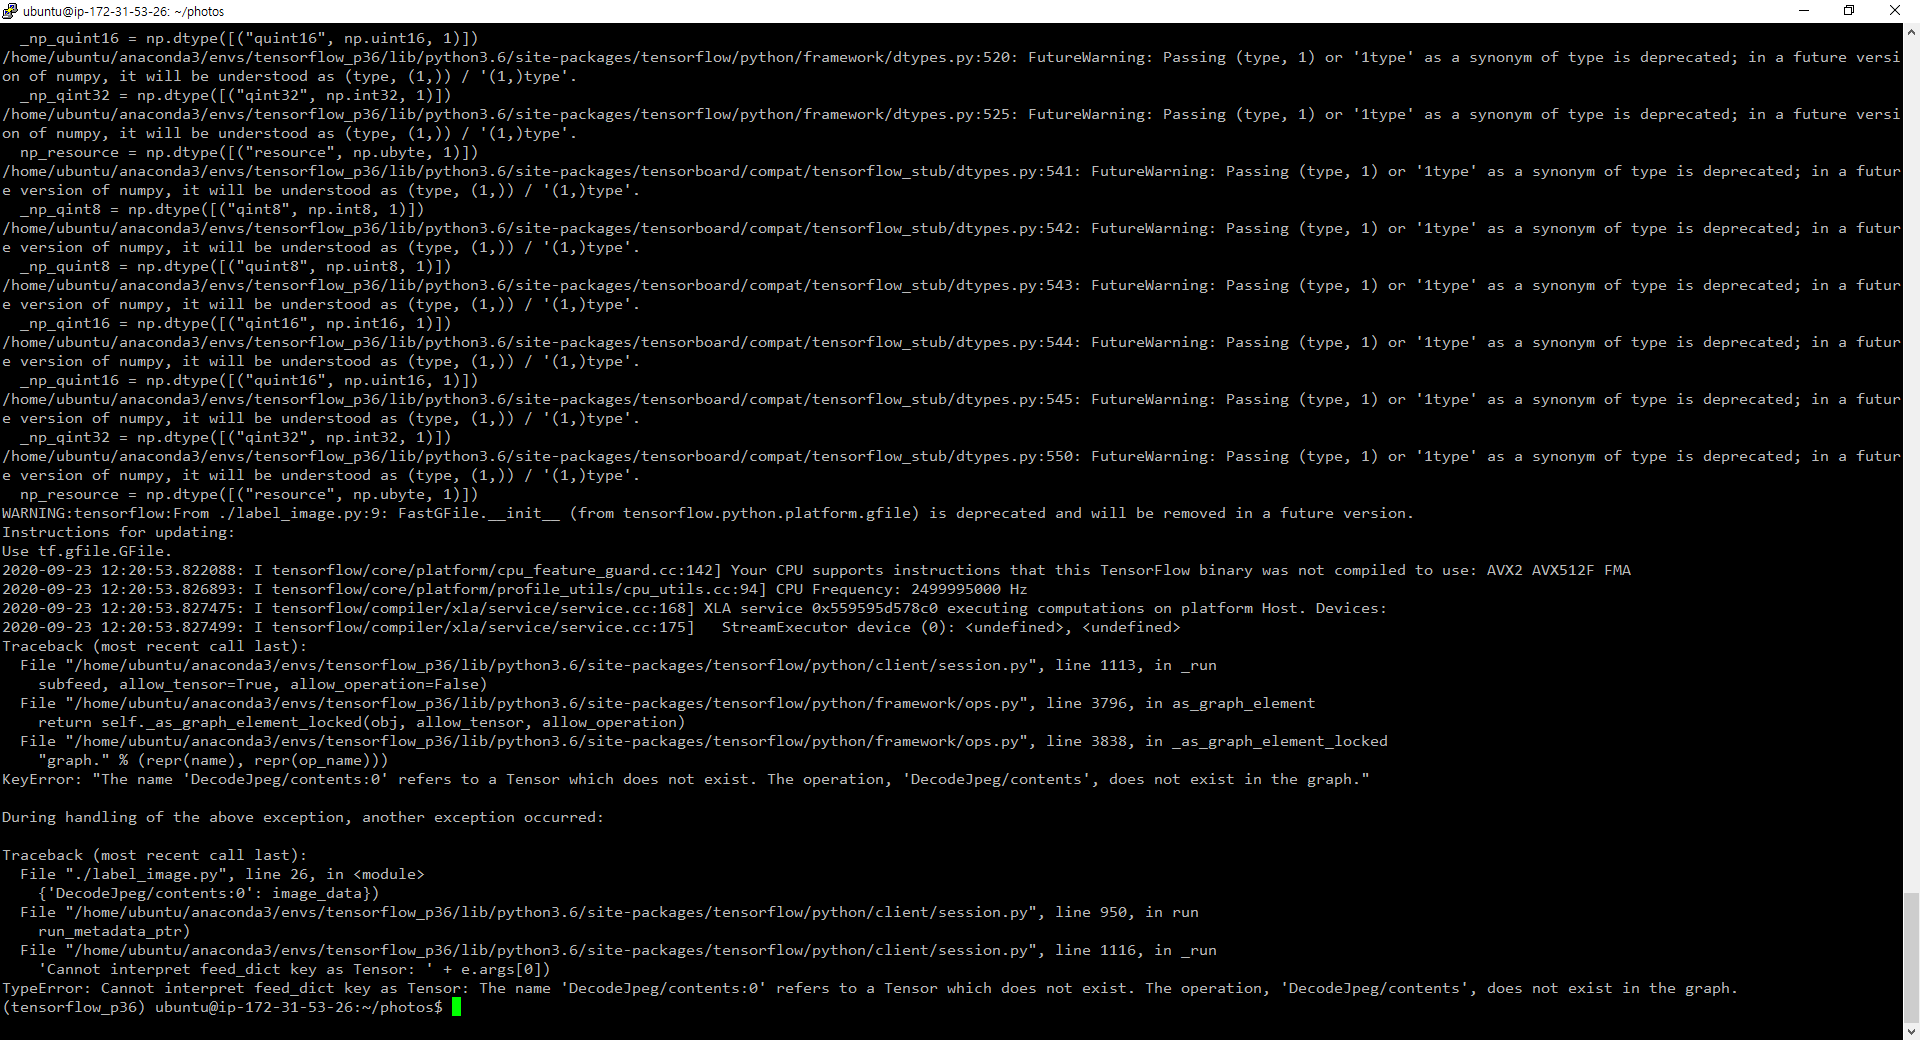 ubuntu@ip-172-31-53-26: ~/photos
  _np_quint16 = np.dtype([("quint16", np.uint16, 1)])
/home/ubuntu/anaconda3/envs/tensorflow_p36/lib/python3.6/site-packages/tensorflow/python/framework/dtypes.py:520: FutureWarning: Passing (type, 1) or '1type' as a synonym of type is deprecated; in a future versi
on of numpy, it will be understood as (type, (1,)) / '(1,)type'.
  _np_qint32 = np.dtype([("qint32", np.int32, 1)])
/home/ubuntu/anaconda3/envs/tensorflow_p36/lib/python3.6/site-packages/tensorflow/python/framework/dtypes.py:525: FutureWarning: Passing (type, 1) or '1type' as a synonym of type is deprecated; in a future versi
on of numpy, it will be understood as (type, (1,)) / '(1,)type'.
  np_resource = np.dtype([("resource", np.ubyte, 1)])
/home/ubuntu/anaconda3/envs/tensorflow_p36/lib/python3.6/site-packages/tensorboard/compat/tensorflow_stub/dtypes.py:541: FutureWarning: Passing (type, 1) or '1type' as a synonym of type is deprecated; in a futur
e version of numpy, it will be understood as (type, (1,)) / '(1,)type'.
  _np_qint8 = np.dtype([("qint8", np.int8, 1)])
/home/ubuntu/anaconda3/envs/tensorflow_p36/lib/python3.6/site-packages/tensorboard/compat/tensorflow_stub/dtypes.py:542: FutureWarning: Passing (type, 1) or '1type' as a synonym of type is deprecated; in a futur
e version of numpy, it will be understood as (type, (1,)) / '(1,)type'.
  _np_quint8 = np.dtype([("quint8", np.uint8, 1)])
/home/ubuntu/anaconda3/envs/tensorflow_p36/lib/python3.6/site-packages/tensorboard/compat/tensorflow_stub/dtypes.py:543: FutureWarning: Passing (type, 1) or '1type' as a synonym of type is deprecated; in a futur
e version of numpy, it will be understood as (type, (1,)) / '(1,)type'.
  _np_qint16 = np.dtype([("qint16", np.int16, 1)])
/home/ubuntu/anaconda3/envs/tensorflow_p36/lib/python3.6/site-packages/tensorboard/compat/tensorflow_stub/dtypes.py:544: FutureWarning: Passing (type, 1) or '1type' as a synonym of type is deprecated; in a futur
e version of numpy, it will be understood as (type, (1,)) / '(1,)type'.
  _np_quint16 = np.dtype([("quint16", np.uint16, 1)])
/home/ubuntu/anaconda3/envs/tensorflow_p36/lib/python3.6/site-packages/tensorboard/compat/tensorflow_stub/dtypes.py:545: FutureWarning: Passing (type, 1) or '1type' as a synonym of type is deprecated; in a futur
e version of numpy, it will be understood as (type, (1,)) / '(1,)type'.
  _np_qint32 = np.dtype([("qint32", np.int32, 1)])
/home/ubuntu/anaconda3/envs/tensorflow_p36/lib/python3.6/site-packages/tensorboard/compat/tensorflow_stub/dtypes.py:550: FutureWarning: Passing (type, 1) or '1type' as a synonym of type is deprecated; in a futur
e version of numpy, it will be understood as (type, (1,)) / '(1,)type'.
  np_resource = np.dtype([("resource", np.ubyte, 1)])
WARNING:tensorflow:From ./label_image.py:9: FastGFile.__init__ (from tensorflow.python.platform.gfile) is deprecated and will be removed in a future version.
Instructions for updating:
Use tf.gfile.GFile.
2020-09-23 12:20:53.822088: I tensorflow/core/platform/cpu_feature_guard.cc:142] Your CPU supports instructions that this TensorFlow binary was not compiled to use: AVX2 AVX512F FMA
2020-09-23 12:20:53.826893: I tensorflow/core/platform/profile_utils/cpu_utils.cc:94] CPU Frequency: 2499995000 Hz
2020-09-23 12:20:53.827475: I tensorflow/compiler/xla/service/service.cc:168] XLA service 0x559595d578c0 executing computations on platform Host. Devices:
2020-09-23 12:20:53.827499: I tensorflow/compiler/xla/service/service.cc:175]   StreamExecutor device (0): <undefined>, <undefined>
Traceback (most recent call last):
  File "/home/ubuntu/anaconda3/envs/tensorflow_p36/lib/python3.6/site-packages/tensorflow/python/client/session.py", line 1113, in _run
    subfeed, allow_tensor=True, allow_operation=False)
  File "/home/ubuntu/anaconda3/envs/tensorflow_p36/lib/python3.6/site-packages/tensorflow/python/framework/ops.py", line 3796, in as_graph_element
    return self._as_graph_element_locked(obj, allow_tensor, allow_operation)
  File "/home/ubuntu/anaconda3/envs/tensorflow_p36/lib/python3.6/site-packages/tensorflow/python/framework/ops.py", line 3838, in _as_graph_element_locked
    "graph." % (repr(name), repr(op_name)))
KeyError: "The name 'DecodeJpeg/contents:0' refers to a Tensor which does not exist. The operation, 'DecodeJpeg/contents', does not exist in the graph."

During handling of the above exception, another exception occurred:

Traceback (most recent call last):
  File "./label_image.py", line 26, in <module>
    {'DecodeJpeg/contents:0': image_data})
  File "/home/ubuntu/anaconda3/envs/tensorflow_p36/lib/python3.6/site-packages/tensorflow/python/client/session.py", line 950, in run
    run_metadata_ptr)
  File "/home/ubuntu/anaconda3/envs/tensorflow_p36/lib/python3.6/site-packages/tensorflow/python/client/session.py", line 1116, in _run
    'Cannot interpret feed_dict key as Tensor: ' + e.args[0])
TypeError: Cannot interpret feed_dict key as Tensor: The name 'DecodeJpeg/contents:0' refers to a Tensor which does not exist. The operation, 'DecodeJpeg/contents', does not exist in the graph.
(tensorflow_p36) ubuntu@ip-172-31-53-26:~/photos$